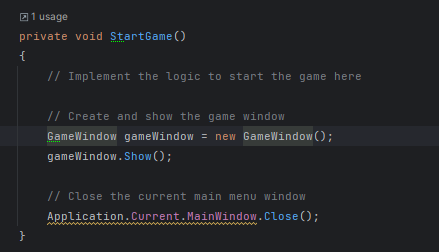 1 usage
private void StartGame()
{
// Implement the logic to start the game here
// Create and show the game window
GameWindow gameWindow = new GameWindow();
gameWindow.Show();
// Close the current main menu window
Application.Current.MainWindow.Close();
}